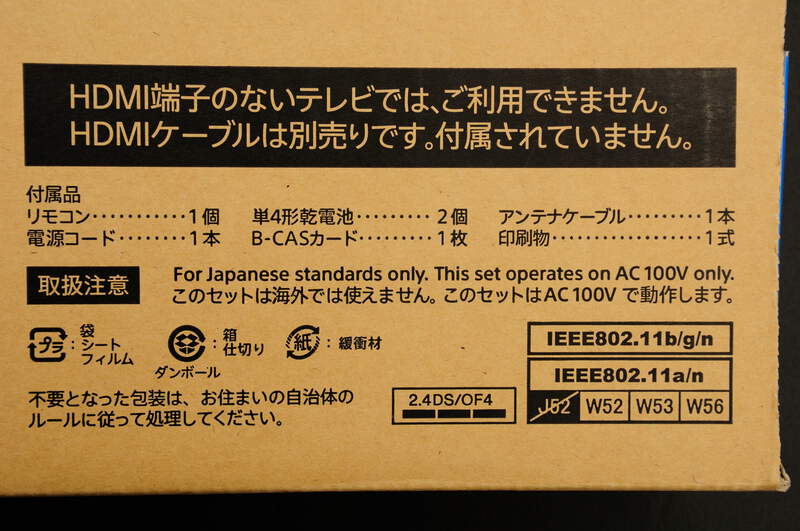 HDMI端子のないテレビでは、ご利用できません。
HDMIケーブルは別売りです。付属されていません。
付属品
リモコン‥‥‥‥‥‥1個 単4形乾電池‥‥‥‥‥2個 アンテナケーブル‥‥‥‥‥1本
電源コード‥‥‥‥1本 B-CASカード‥‥‥‥1枚 印刷物‥‥‥‥‥‥‥‥1式
取扱注意
For Japanese standards only. This set operates on AC100V only.
このセットは海外では使えません。このセットはAC100Vで動作します。
プラ:袋
シート
フィルム
ダンボール:箱
仕切り
紙:緩衝材
不要となった包装は、お住まいの自治体の
ルールに従って処理してください。
2.4DS/OF4
IEEE802.11b/g/n
IEEE802.11a/n
J52 W52 W53 W56